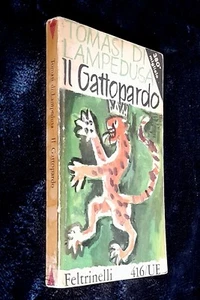 TOMASI DI
LAMPEDUSA
Il Gattopardo
Feltrinelli 416/UE
Tomasi di Lampedusa Il Gattopardo